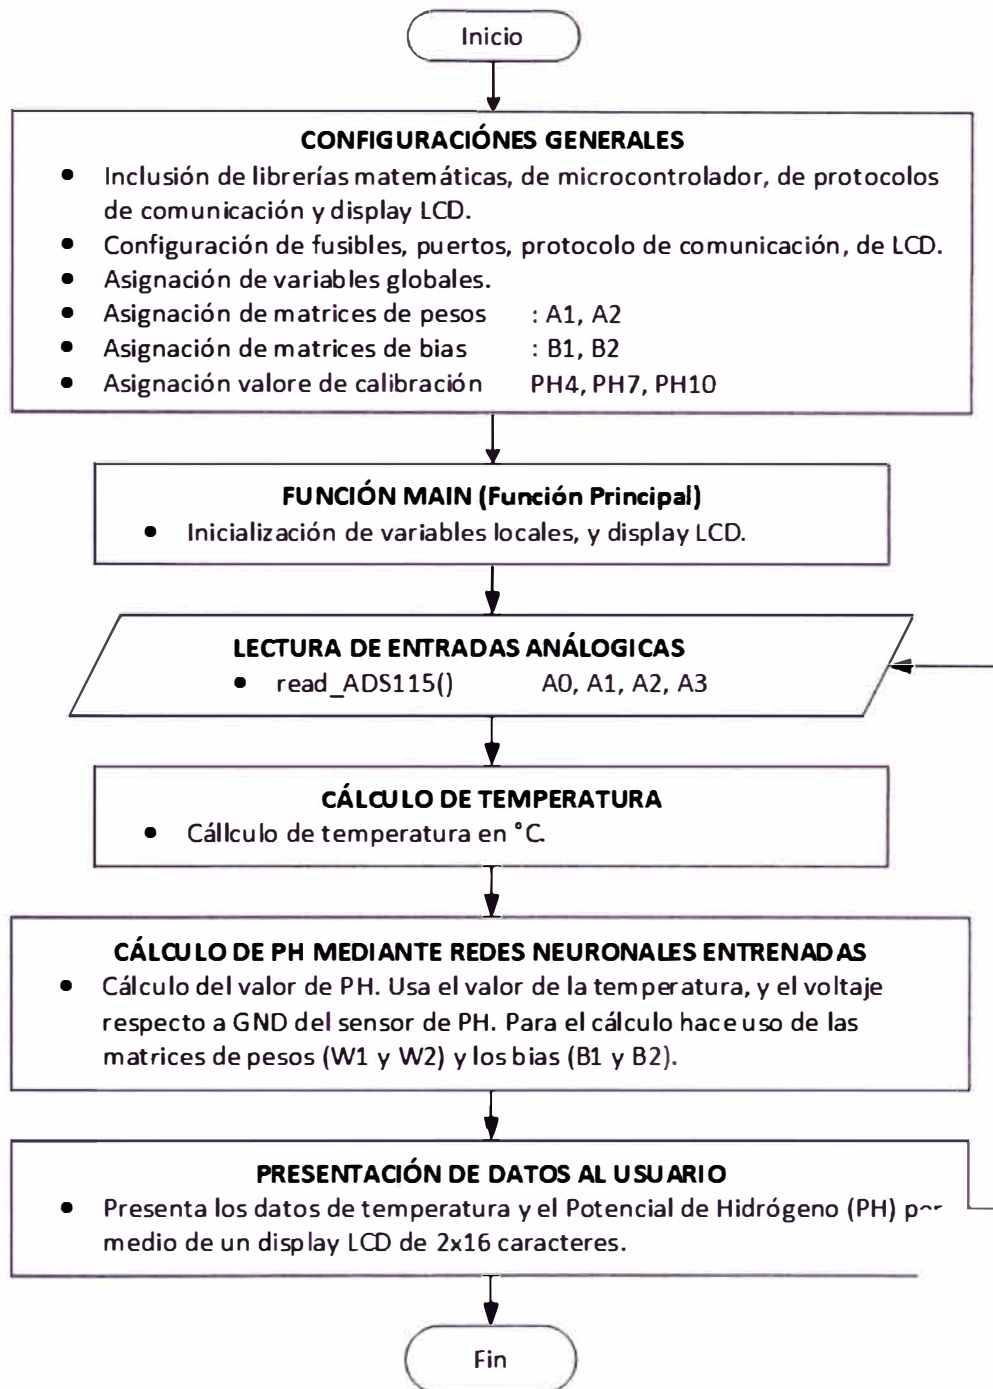 Inicio
CONFIGURACIÓNES GENERALES
• Inclusión de librerías matemáticas, de microcontrolador, de protocolos
de comunicación y display LCD.
• Configuración de fusibles, puertos, protocolo de comunicación, de LCD.
• Asignación de variables globales.
• Asignación de matrices de pesos : A1, A2
• Asignación de matrices de bias : B1, B2
• Asignación valore de calibración PH4, PH7, PH10
FUNCIÓN MAIN (Función Principal)
• Inicialización de variables locales, y display LCD.
LECTURA DE ENTRADAS ANÁLOGICAS
• read_ADS115() A0, A1, A2, A3
CÁLCULO DE TEMPERATURA
• Cállculo de temperatura en °C.
CÁLCULO DE PH MEDIANTE REDES NEURONALES ENTRENADAS
• Cálculo del valor de PH. Usa el valor de la temperatura, y el voltaje
respecto a GND del sensor de PH. Para el cálculo hace uso de las
matrices de pesos (W1 y W2) y los bias (B1 y B2).
PRESENTACIÓN DE DATOS AL USUARIO
• Presenta los datos de temperatura y el Potencial de Hidrógeno (PH) por
medio de un display LCD de 2x16 caracteres.
Fin